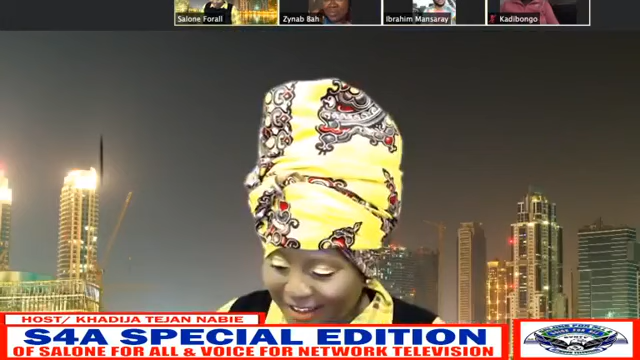 Salone Forall
Zynab Bah
Ibrahim Mansaray
Kadibongo
HOST/ KHADIJA TEJAN NABIE
S4A SPECIAL EDITION
OF SALONE FOR ALL & VOICE FOR NETWORK TELEVISION